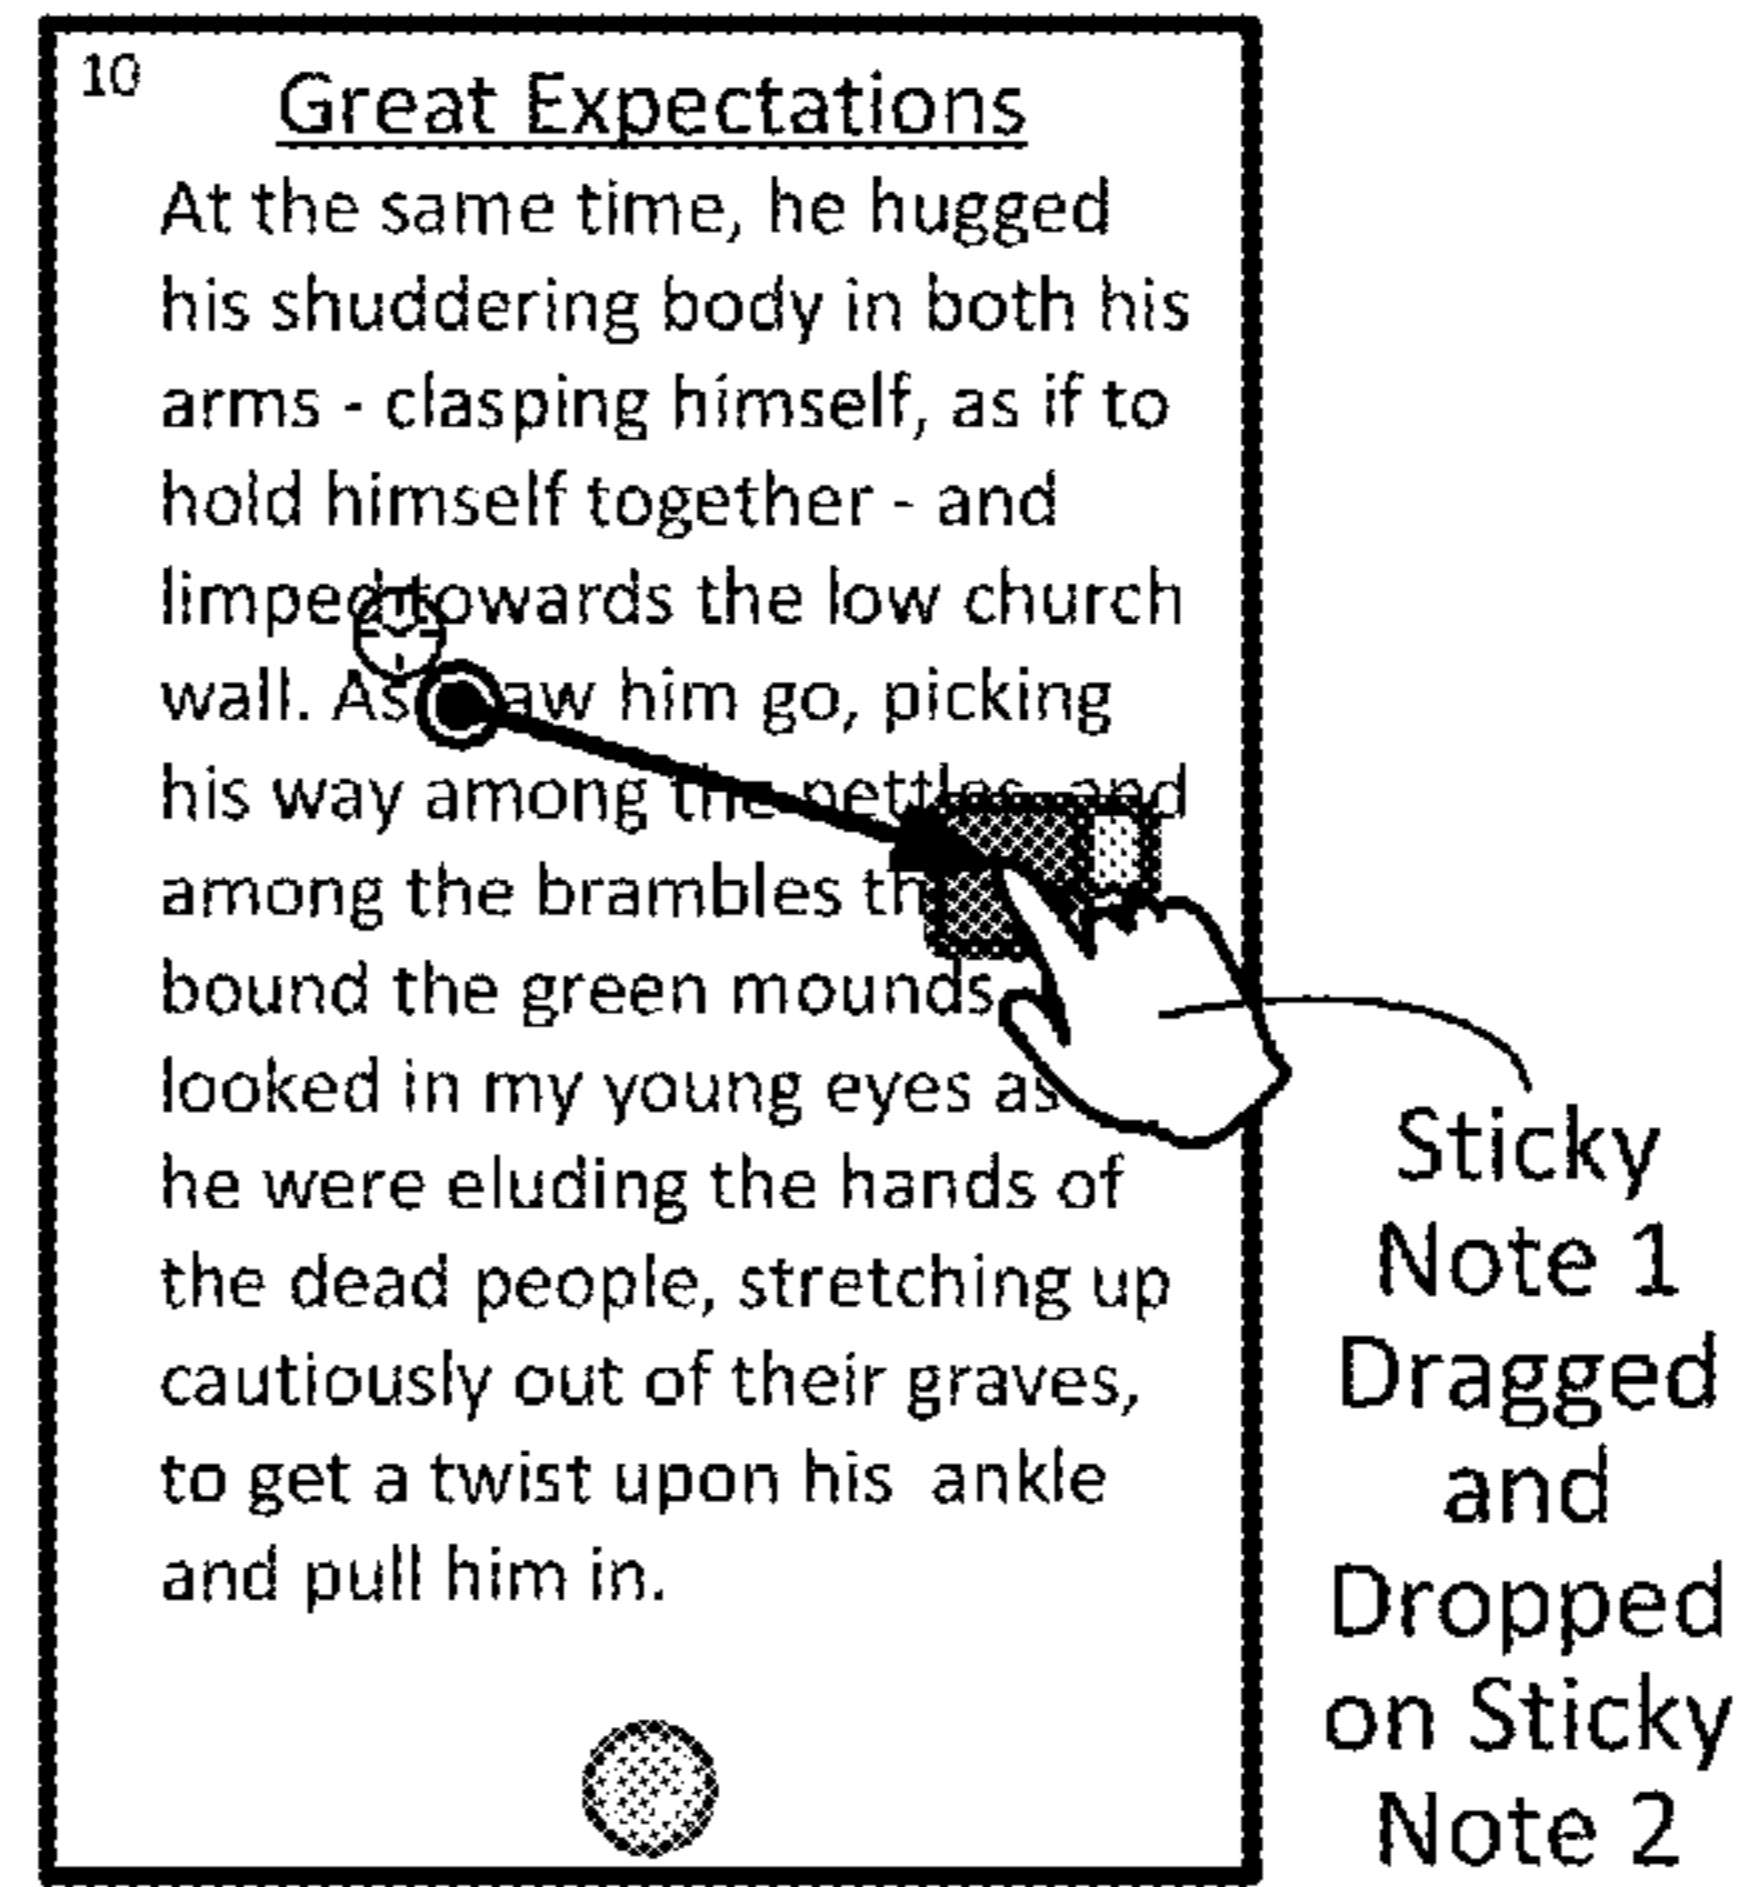 10
Great Expectations
At the same time, he hugged
his shuddering body in both his
arms - clasping himself, as if to
hold himself together - and
limped towards the low church
wall. As him go, picking
his way among the nettles, and
among the brambles
bound the green mounds
looked in my young eyes as
he were eluding the hands of
the dead people, stretching up
cautiously out of their graves,
to get a twist upon his ankle
and pull him in.
Sticky
Note 1
Dragged
and
Dropped
on Sticky
Note 2